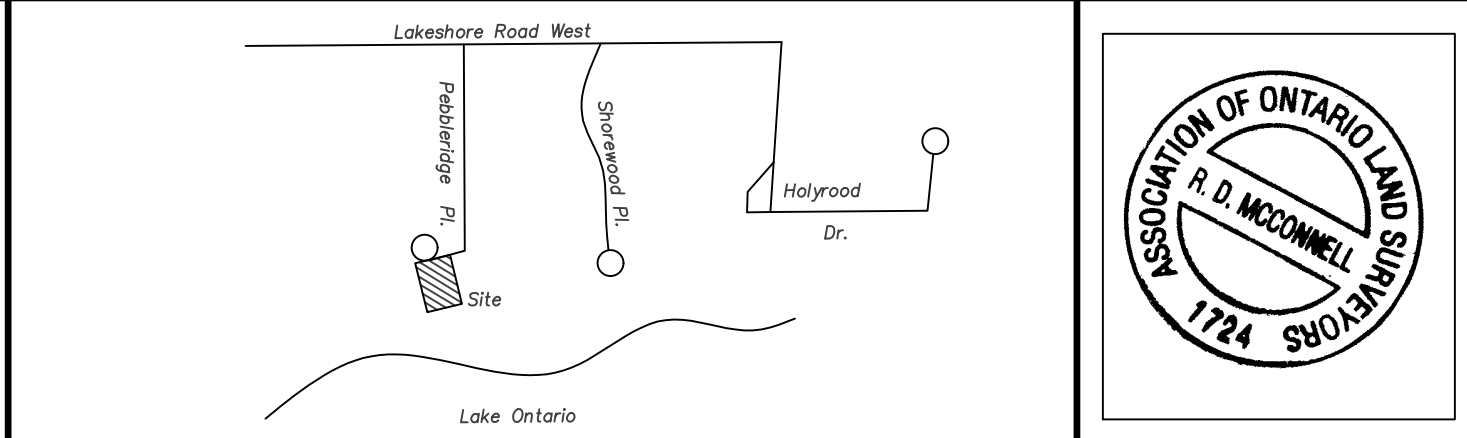 Lakeshore Road West
Pebbleridge Pl.
Shorewood Pl.
Holyrood
Dr.
Site
Lake Ontario
ASSOCIATION OF ONTARIO LAND SURVEYORS
R. D. MCCONNELL
1724